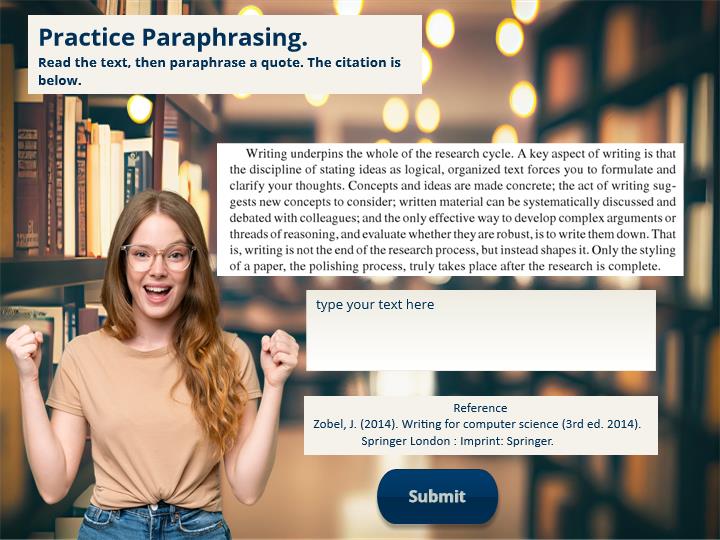 Practice Paraphrasing.
Read the text, then paraphrase a quote. The citation is
below.
Writing underpins the whole of the research cycle. A key aspect of writing is that
the discipline of stating ideas as logical, organized text forces you to formulate and
clarify your thoughts. Concepts and ideas are made concrete; the act of writing sug-
gests new concepts to consider; written material can be systematically discussed and
debated with colleagues; and the only effective way to develop complex arguments or
threads of reasoning, and evaluate whether they are robust, is to write them down. That
is, writing is not the end of the research process, but instead shapes it. Only the styling
of a paper, the polishing process, truly takes place after the research is complete.
type your text here
Reference
Zobel, J. (2014). Writing for computer science (3rd ed. 2014).
Springer London : Imprint: Springer.
Submit